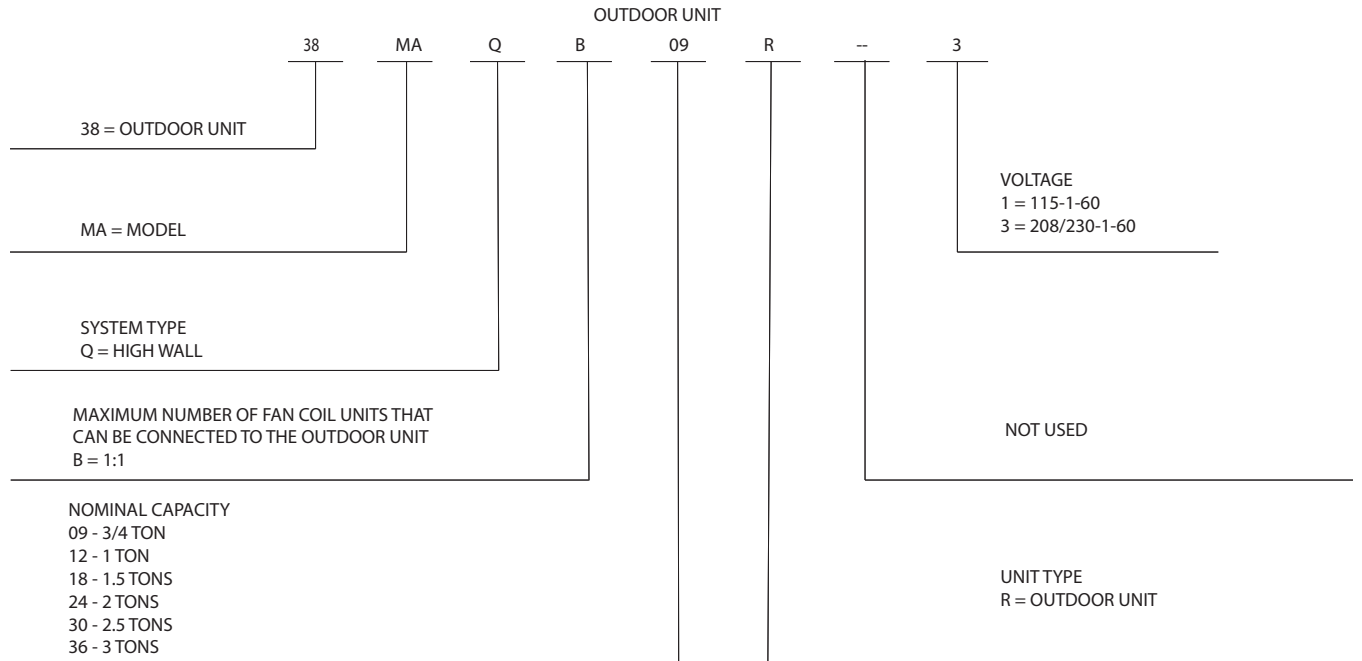 OUTDOOR UNIT
38 MA Q B 09 R -- 3
38 = OUTDOOR UNIT
MA = MODEL
VOLTAGE
1 = 115-1-60
3 = 208/230-1-60
SYSTEM TYPE
Q = HIGH WALL
MAXIMUM NUMBER OF FAN COIL UNITS THAT
CAN BE CONNECTED TO THE OUTDOOR UNIT
B = 1:1
NOT USED
NOMINAL CAPACITY
09 - 3/4 TON
12 - 1 TON
18 - 1.5 TONS
24 - 2 TONS
30 - 2.5 TONS
36 - 3 TONS
UNIT TYPE
R = OUTDOOR UNIT